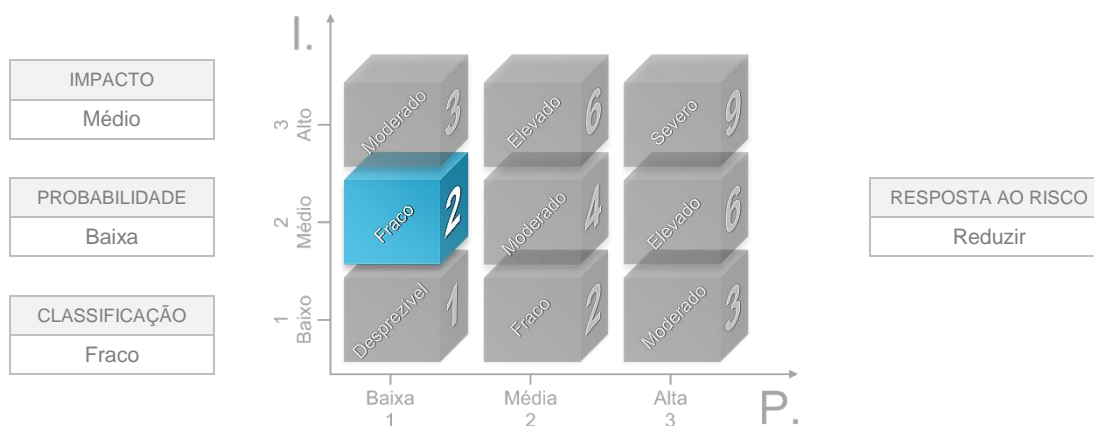 IMPACTO
Médio
PROBABILIDADE
Baixa
CLASSIFICAÇÃO
Fraco
I.
3
Alto
2
Médio
1
Baixo
Moderado 3
Elevado 6
Severo 9
Fraco 2
Moderado 4
Elevado 6
Desprezível 1
Fraco 2
Moderado 3
Baixa
1
Média
2
Alta
3
P.
RESPOSTA AO RISCO
Reduzir